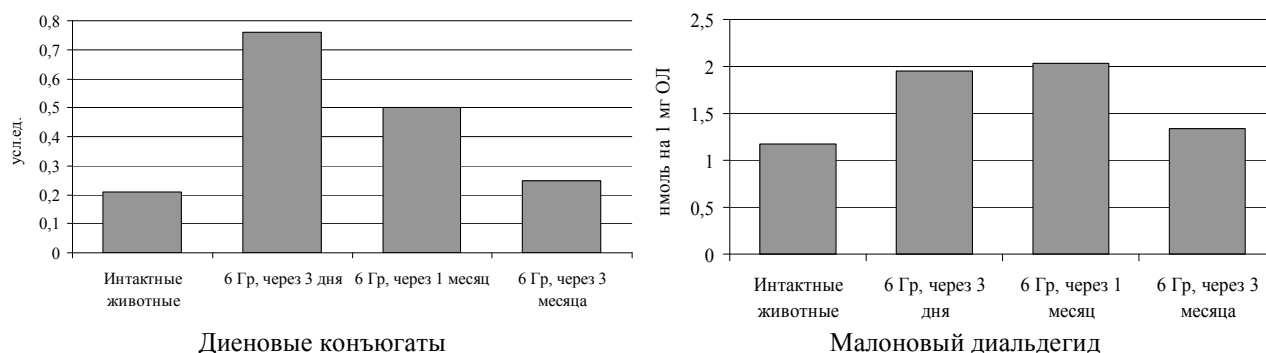 усл.ед.
0,8
0,7
0,6
0,5
0,4
0,3
0,2
0,1
0
Интактные
животные
6 Гр, через 3 дня
6 Гр, через 1 месяц
6 Гр, через 3
месяца
Диеновые конъюгаты
нмоль на 1 мг ОЛ
2,5
2
1,5
1
0,5
0
Интактные
животные
6 Гр, через 3
дня
6 Гр, через 1
месяц
6 Гр, через 3
месяца
Малоновый диальдегид